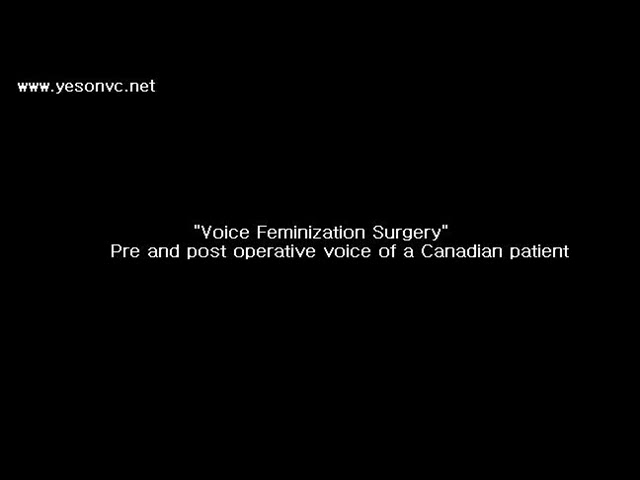 www.yesonvc.net
"Voice Feminization Surgery"
Pre and post operative voice of a Canadian patient